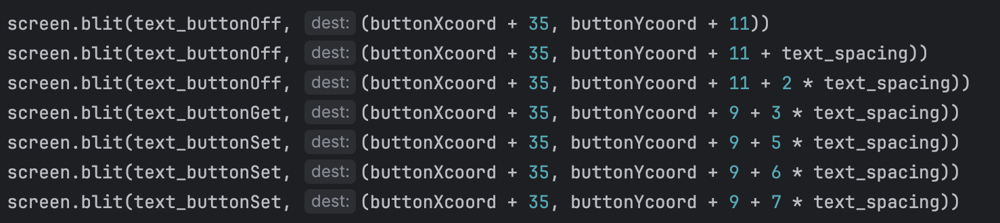 screen.blit(text_buttonOff, dest: (buttonXcoord + 35, buttonYcoord + 11))
screen.blit(text_buttonOff, dest: (buttonXcoord + 35, buttonYcoord + 11 + text_spacing))
screen.blit(text_buttonOff, dest: (buttonXcoord + 35, buttonYcoord + 11 + 2 * text_spacing))
screen.blit(text_buttonGet, dest: (buttonXcoord + 35, buttonYcoord + 9 + 3 * text_spacing))
screen.blit(text_buttonSet, dest: (buttonXcoord + 35, buttonYcoord + 9 + 5 * text_spacing))
screen.blit(text_buttonSet, dest: (buttonXcoord + 35, buttonYcoord + 9 + 6 * text_spacing))
screen.blit(text_buttonSet, dest: (buttonXcoord + 35, buttonYcoord + 9 + 7 * text_spacing))